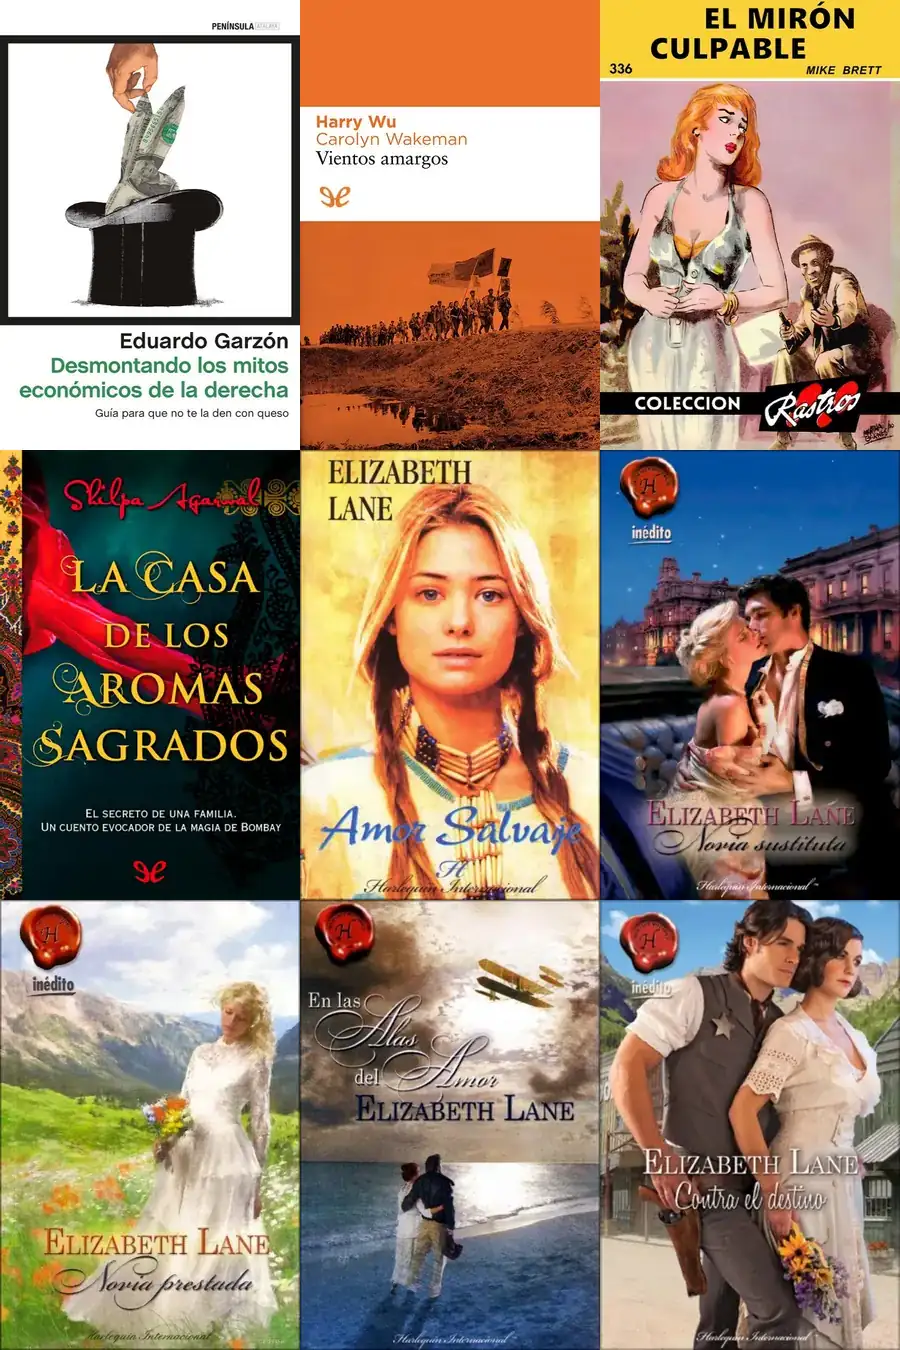 PENÍNSULA ATALAYA
Eduardo Garzón
Desmontando los mitos
económicos de la derecha
Guía para que no te la den con queso
Harry Wu
Carolyn Wakeman
Vientos amargos
EL MIRÓN
CULPABLE
336
MIKE BRETT
COLECCION
Rastros
Shilpa Agarwal
LA CASA
DE LOS
AROMAS
SAGRADOS
EL SECRETO DE UNA FAMILIA.
UN CUENTO EVOCADOR DE LA MAGIA DE BOMBAY
ELIZABETH
LANE
Amor Salvaje
H
Harlequin Internacional
H
inédito
ELIZABETH LANE
Novia sustituta
Harlequin Internacional™
H
inédito
ELIZABETH LANE
Novia prestada
Harlequin Internacional
H
En las
Alas
del Amor
ELIZABETH LANE
Harlequin Internacional
H
inédito
ELIZABETH LANE
Contra el destino
Harlequin Internacional